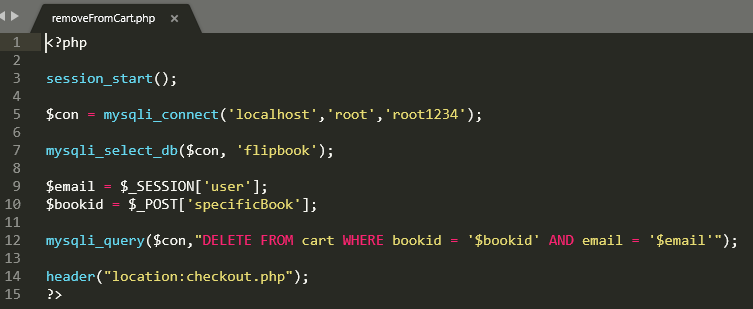 removeFromCart.php ×
1 <?php
2
3 session_start();
4
5 $con = mysqli_connect('localhost','root','root1234');
6
7 mysqli_select_db($con, 'flipbook');
8
9 $email = $_SESSION['user'];
10 $bookid = $_POST['specificBook'];
11
12 mysqli_query($con,"DELETE FROM cart WHERE bookid = '$bookid' AND email = '$email'");
13
14 header("location:checkout.php");
15 ?>